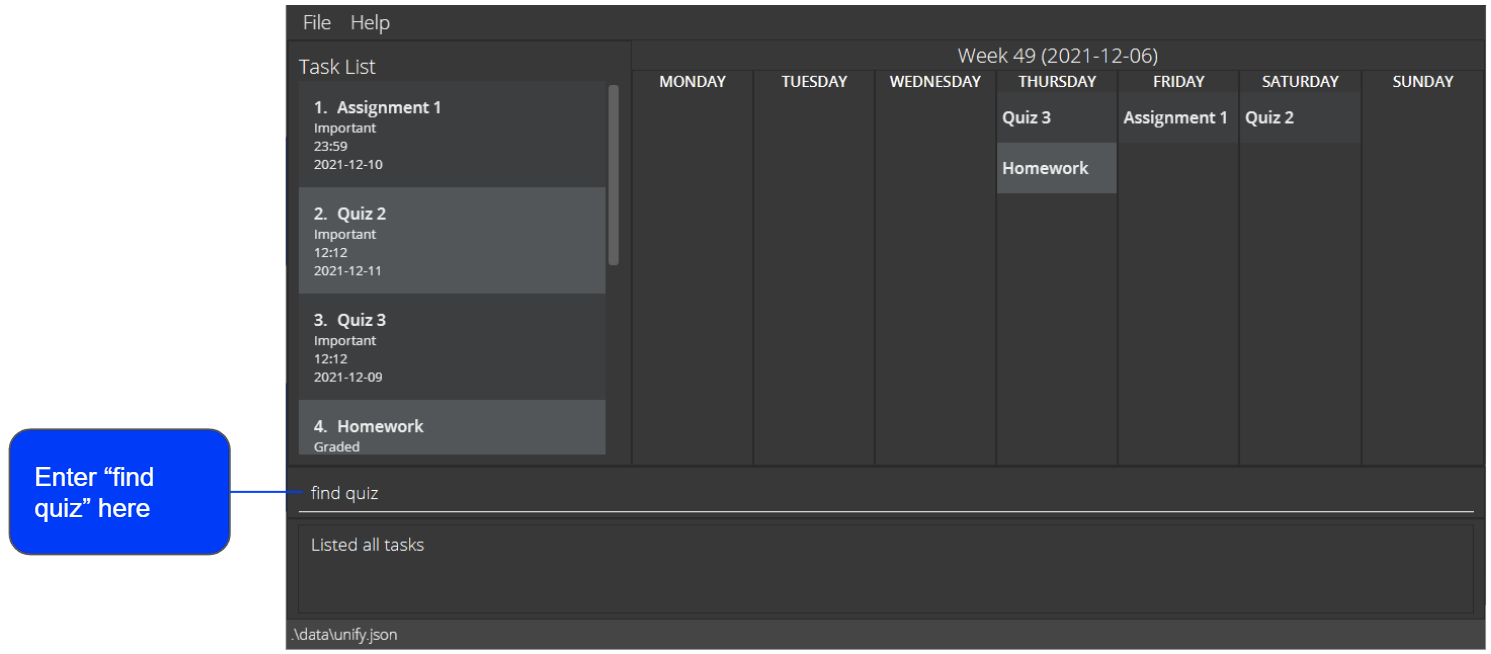 File Help
Task List
Week 49 (2021-12-06)
MONDAY TUESDAY WEDNESDAY THURSDAY FRIDAY SATURDAY SUNDAY
1. Assignment 1
Important
23:59
2021-12-10
2. Quiz 2
Important
12:12
2021-12-11
3. Quiz 3
Important
12:12
2021-12-09
4. Homework
Graded
Quiz 3 Assignment 1 Quiz 2
Homework
Enter “find
quiz” here
find quiz
Listed all tasks
.\data\unify.json